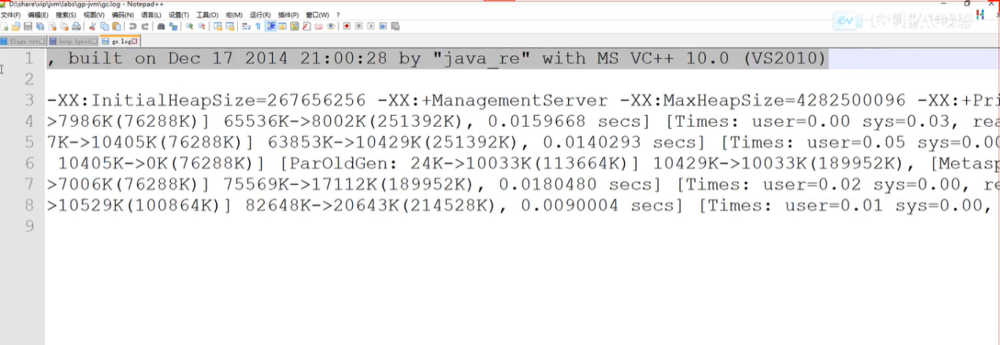 D:\share\vip\jvm\labs\gp-jvm\gc.log - Notepad++
文件(F) 编辑(E) 搜索(S) 视图(V) 编码(N) 语言(L) 设置(T) 工具(O) 宏(M) 运行(R) 插件(P) 窗口(W) ?
flags.txt heap.hprof gc.log
1 , built on Dec 17 2014 21:00:28 by "java_re" with MS VC++ 10.0 (VS2010)
2
3 -XX:InitialHeapSize=267656256 -XX:+ManagementServer -XX:MaxHeapSize=4282500096 -XX:+Pri
4 >7986K(76288K)] 65536K->8002K(251392K), 0.0159668 secs] [Times: user=0.00 sys=0.03, rea
5 7K->10405K(76288K)] 63853K->10429K(251392K), 0.0140293 secs] [Times: user=0.05 sys=0.00
6 10405K->0K(76288K)] [ParOldGen: 24K->10033K(113664K)] 10429K->10033K(189952K), [Metasp
7 >7006K(76288K)] 75569K->17112K(189952K), 0.0180480 secs] [Times: user=0.02 sys=0.00, re
8 >10529K(100864K)] 82648K->20643K(214528K), 0.0090004 secs] [Times: user=0.01 sys=0.00,
9
ev